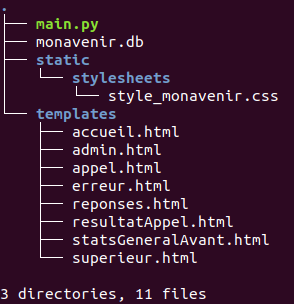 .
├── main.py
├── monavenir.db
├── static
│   └── stylesheets
│       └── style_monavenir.css
└── templates
    ├── accueil.html
    ├── admin.html
    ├── appel.html
    ├── erreur.html
    ├── reponses.html
    ├── resultatAppel.html
    ├── statsGeneralAvant.html
    └── superieur.html
3 directories, 11 files